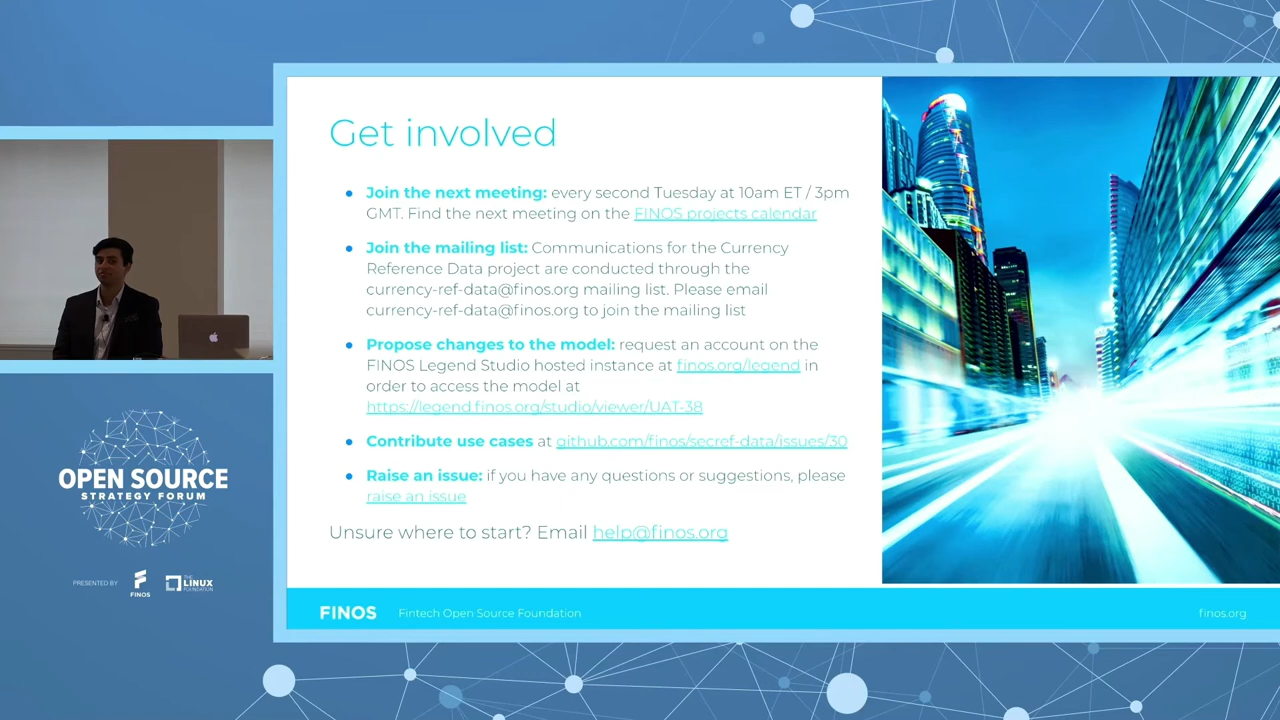 Get involved
Join the next meeting: every second Tuesday at 10am ET / 3pm
GMT. Find the next meeting on the FINOS projects calendar
Join the mailing list: Communications for the Currency
Reference Data project are conducted through the
currency-ref-data@finos.org mailing list. Please email
currency-ref-data@finos.org to join the mailing list
Propose changes to the model: request an account on the
FINOS Legend Studio hosted instance at finos.org/legend in
order to access the model at
https://legend.finos.org/studio/viewer/UAT-38
Contribute use cases at github.com/finos/secref-data/issues/30
Raise an issue: if you have any questions or suggestions, please
raise an issue
Unsure where to start? Email help@finos.org
FINOS Fintech Open Source Foundation finos.org
OPEN SOURCE
STRATEGY FORUM
PRESENTED BY
FINOS
THE
LINUX
FOUNDATION